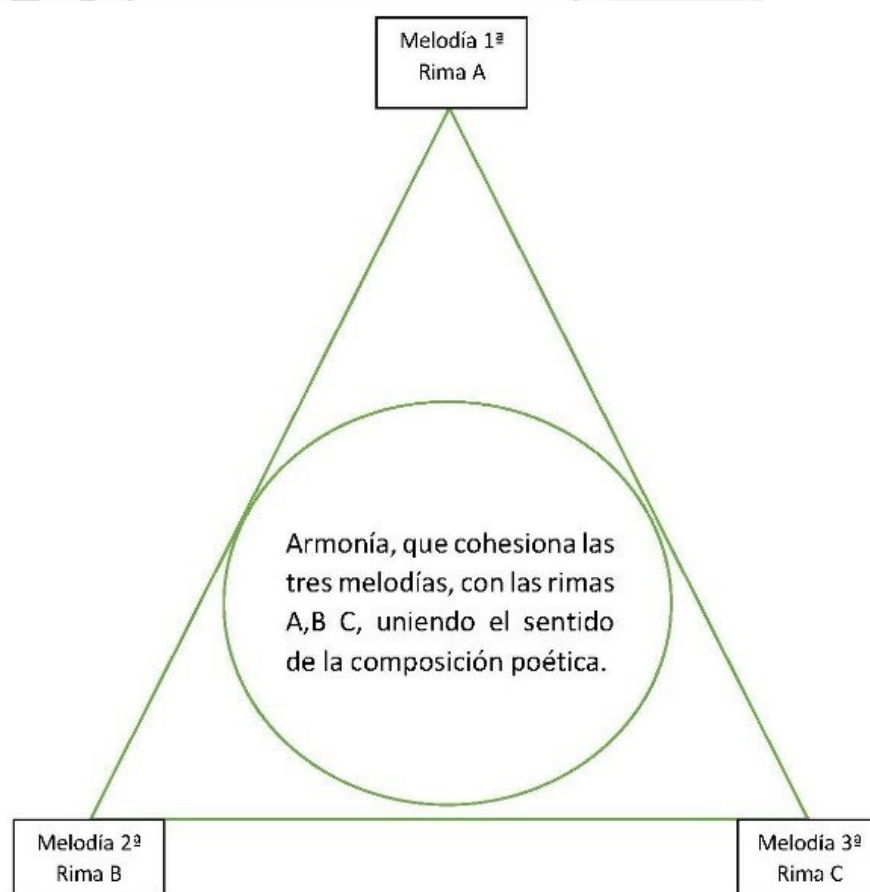 Melodía 1ª
Rima A
Armonía, que cohesiona las
tres melodías, con las rimas
A,B C, uniendo el sentido
de la composición poética.
Melodía 2ª
Rima B
Melodía 3ª
Rima C